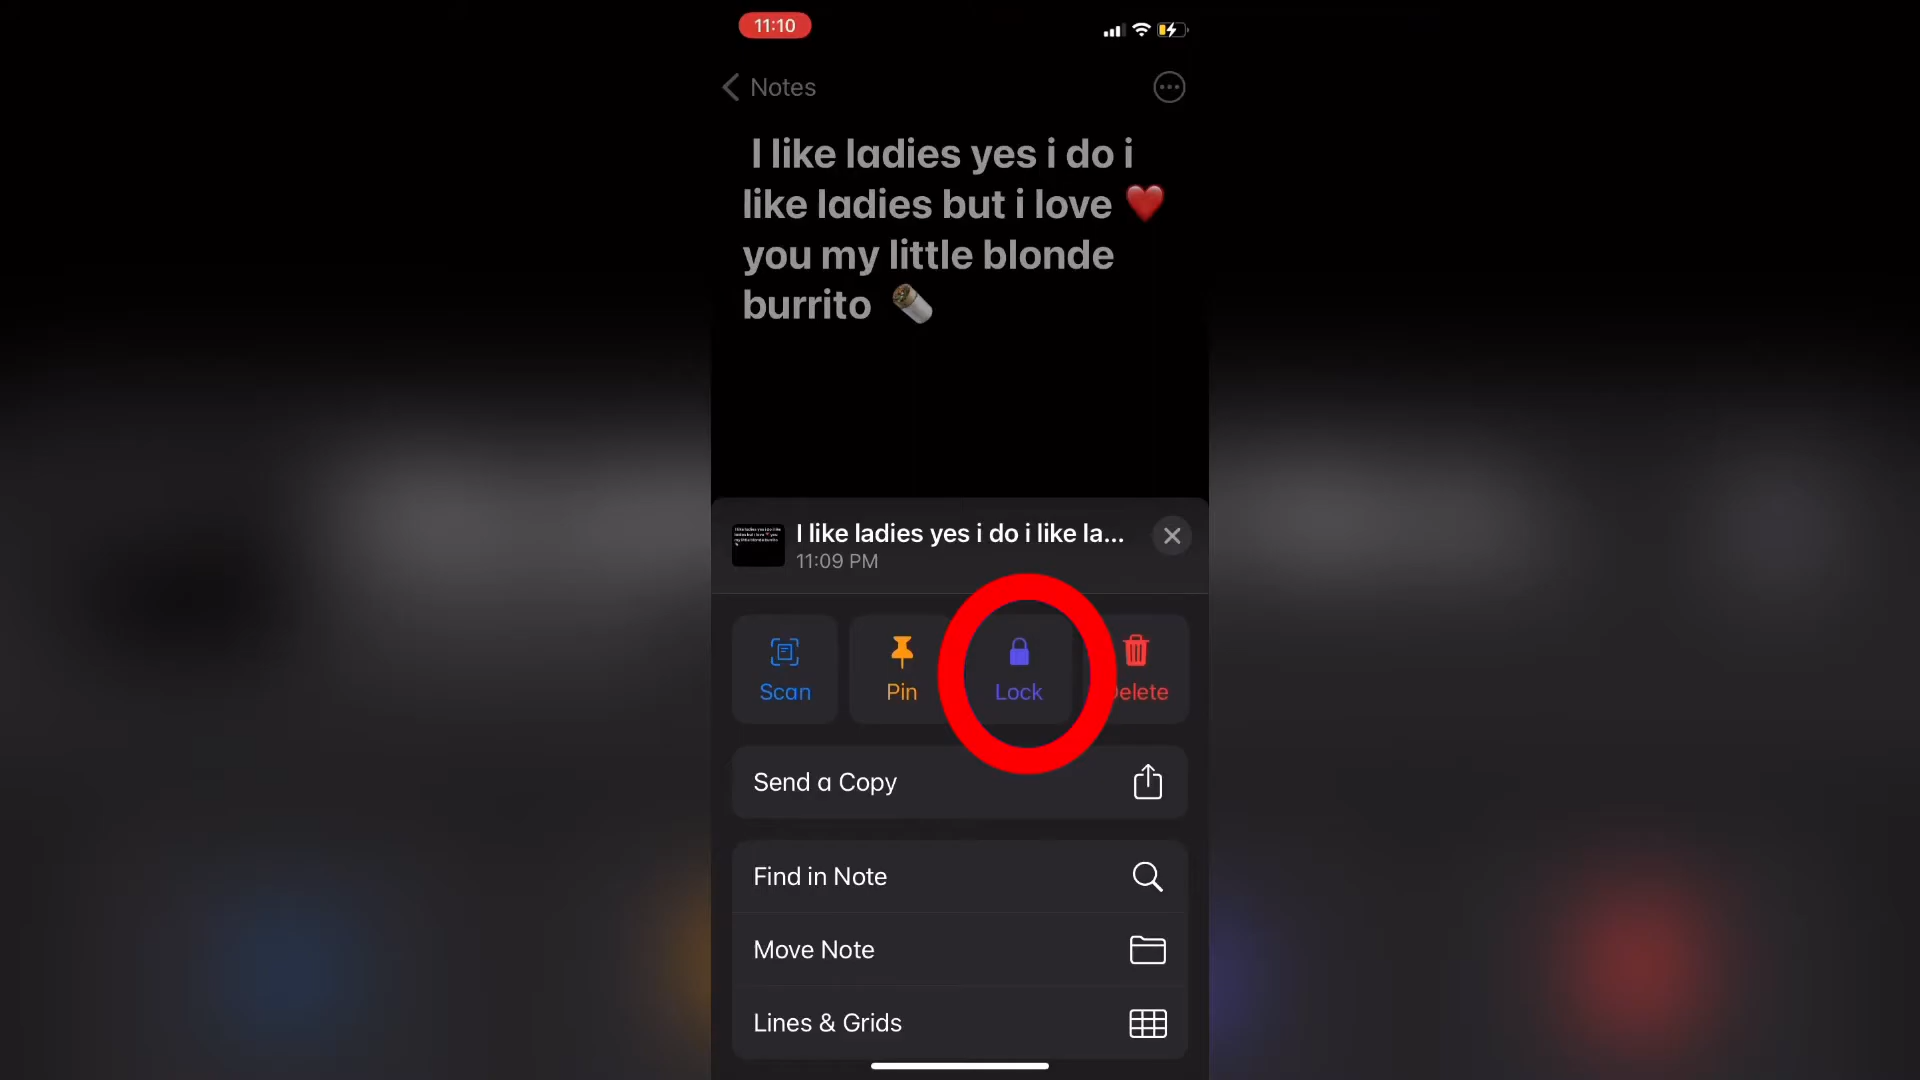 11:10
Notes
I like ladies yes i do i
like ladies but i love ❤️
you my little blonde
burrito 🌯
I like ladies yes i do i like la...
11:09 PM
Scan
Pin
Lock
Delete
Send a Copy
Find in Note
Move Note
Lines & Grids